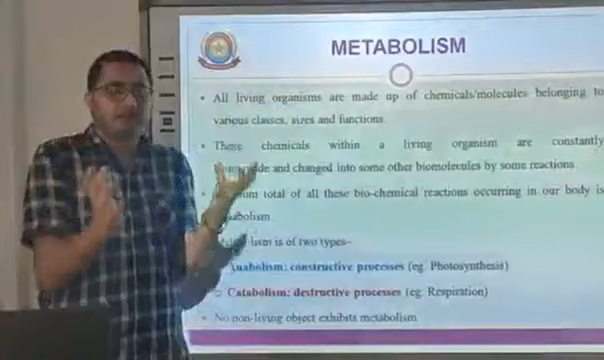 METABOLISM
All living organisms are made up of chemicals/molecules belonging to
various classes, sizes and functions.
These chemicals within a living organism are constantly
and changed into some other biomolecules by some reactions.
total of all these bio-chemical reactions occurring in our body is
is of two types–
Anabolism: constructive processes (eg. Photosynthesis)
Catabolism: destructive processes (eg. Respiration)
No non-living object exhibits metabolism.